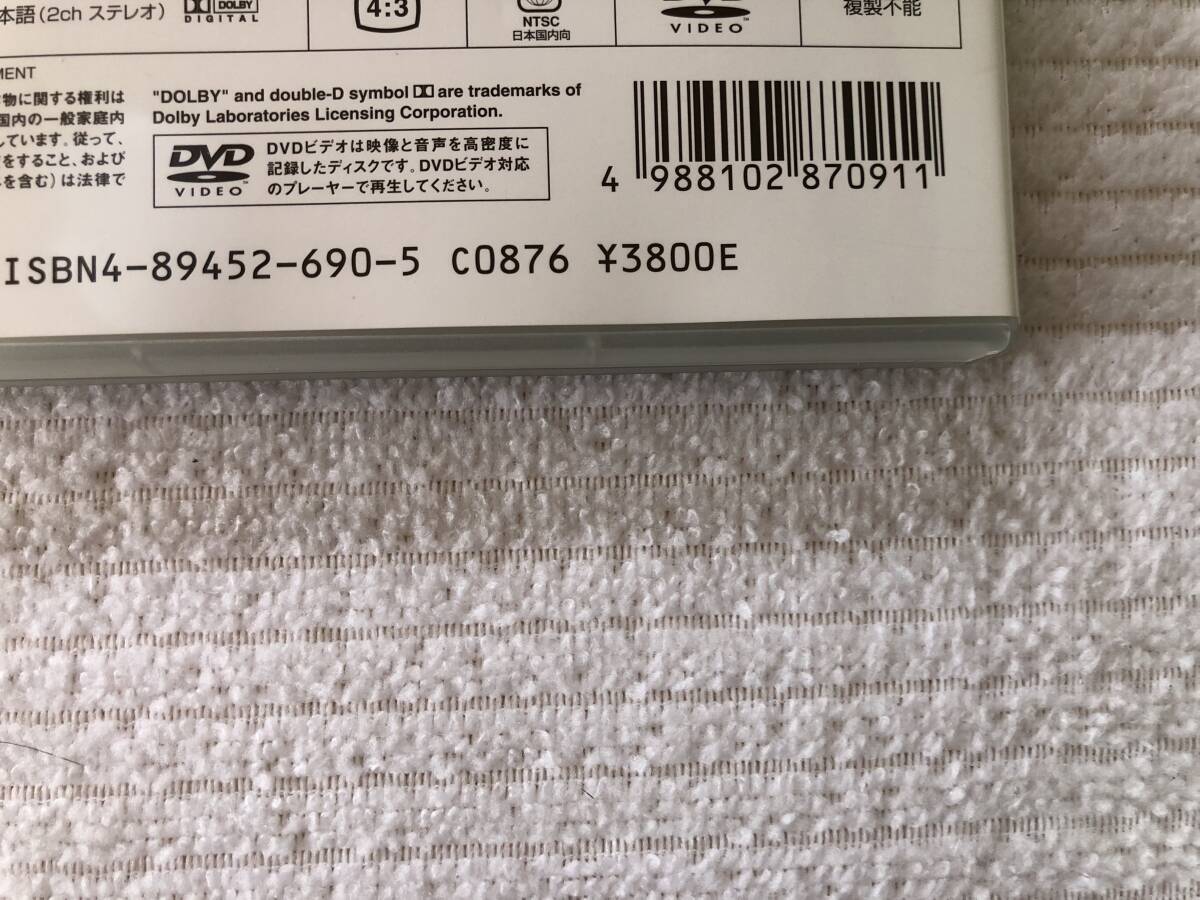 本語(2ch ステレオ)
DOLBY
DIGITAL
4:3
NTSC
日本国内向
VIDEO
複製不能
MENT
物に関する権利は
国内の一般家庭内
しています。従って、
をすること、および
を含む)は法律で
"DOLBY" and double-D symbol are trademarks of
Dolby Laboratories Licensing Corporation.
DVD
VIDEO
DVDビデオは映像と音声を高密度に
記録したディスクです。DVDビデオ対応
のプレーヤーで再生してください。
4 988102 870911
ISBN4-89452-690-5 C0876 ¥3800E